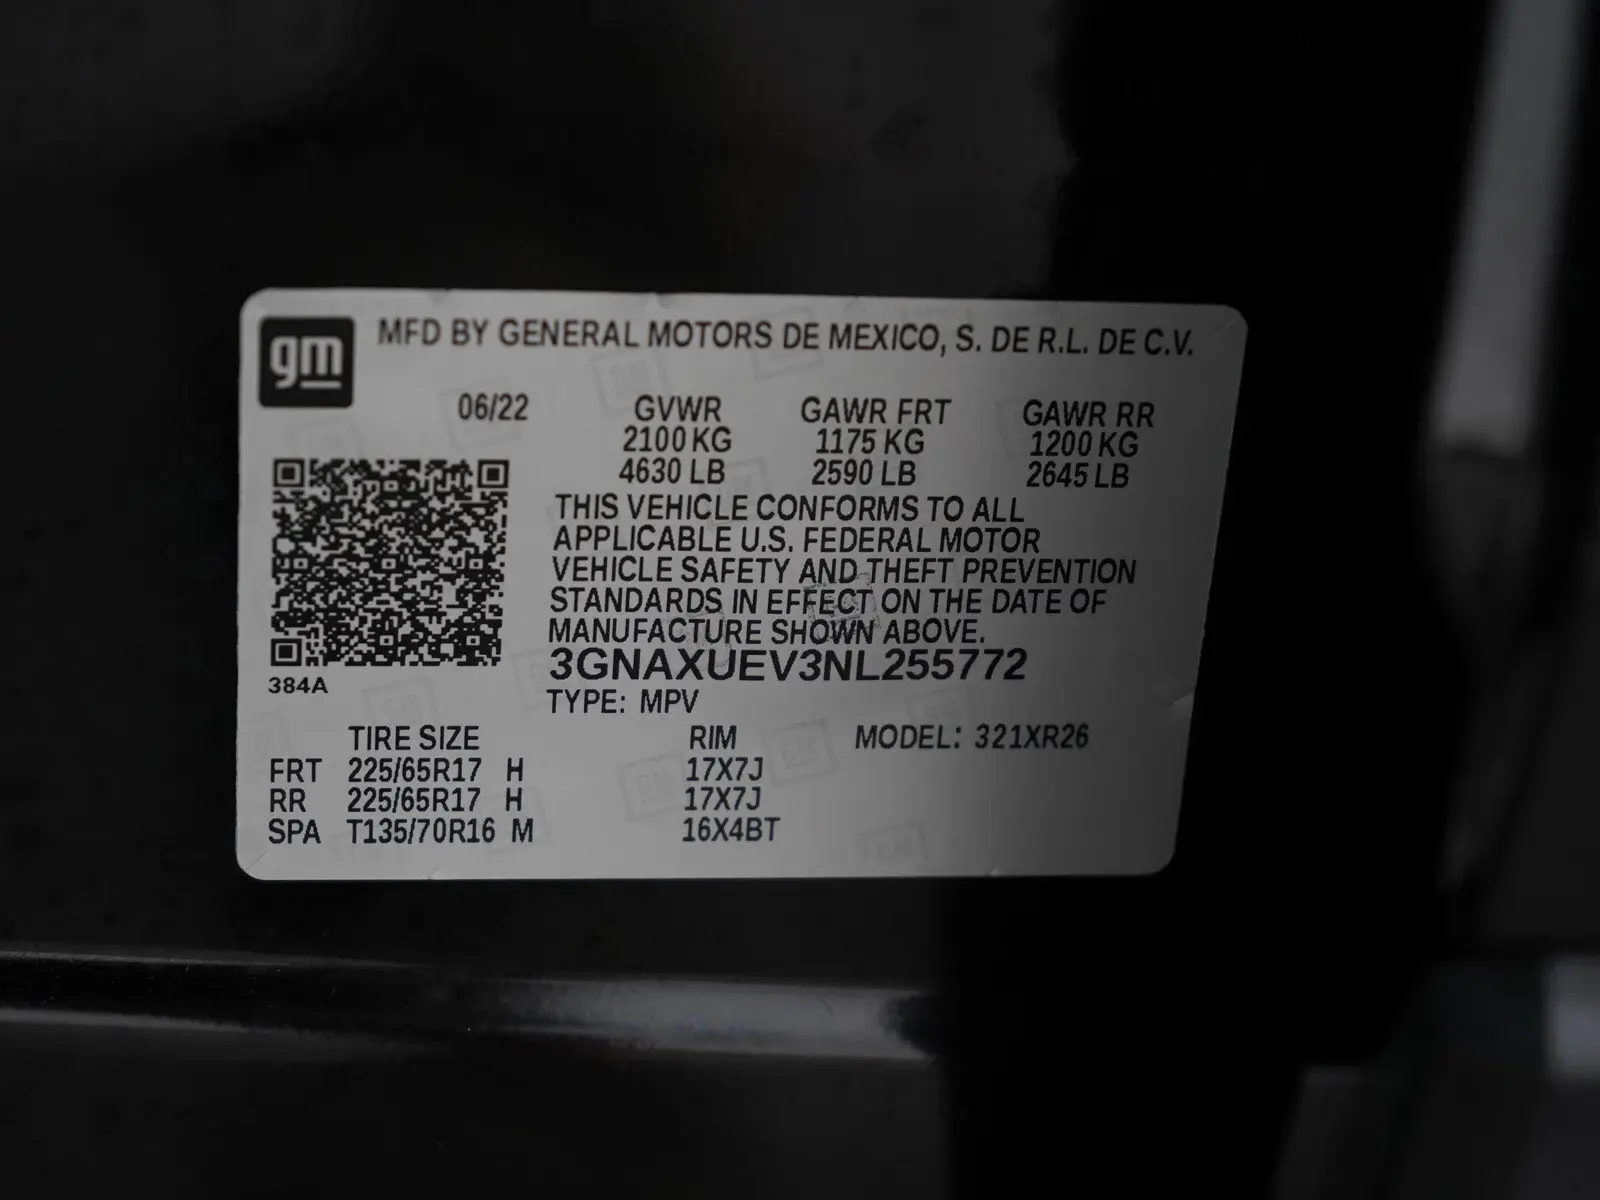 gm MFD BY GENERAL MOTORS DE MEXICO, S. DE R.L. DE C.V.
06/22 GVWR GAWR FRT GAWR RR
2100 KG 1175 KG 1200 KG
4630 LB 2590 LB 2645 LB
THIS VEHICLE CONFORMS TO ALL
APPLICABLE U.S. FEDERAL MOTOR
VEHICLE SAFETY AND THEFT PREVENTION
STANDARDS IN EFFECT ON THE DATE OF
MANUFACTURE SHOWN ABOVE.
3GNAXUEV3NL255772
384A
TYPE: MPV
TIRE SIZE RIM MODEL: 321XR26
FRT 225/65R17 H 17X7J
RR 225/65R17 H 17X7J
SPA T135/70R16 M 16X4BT